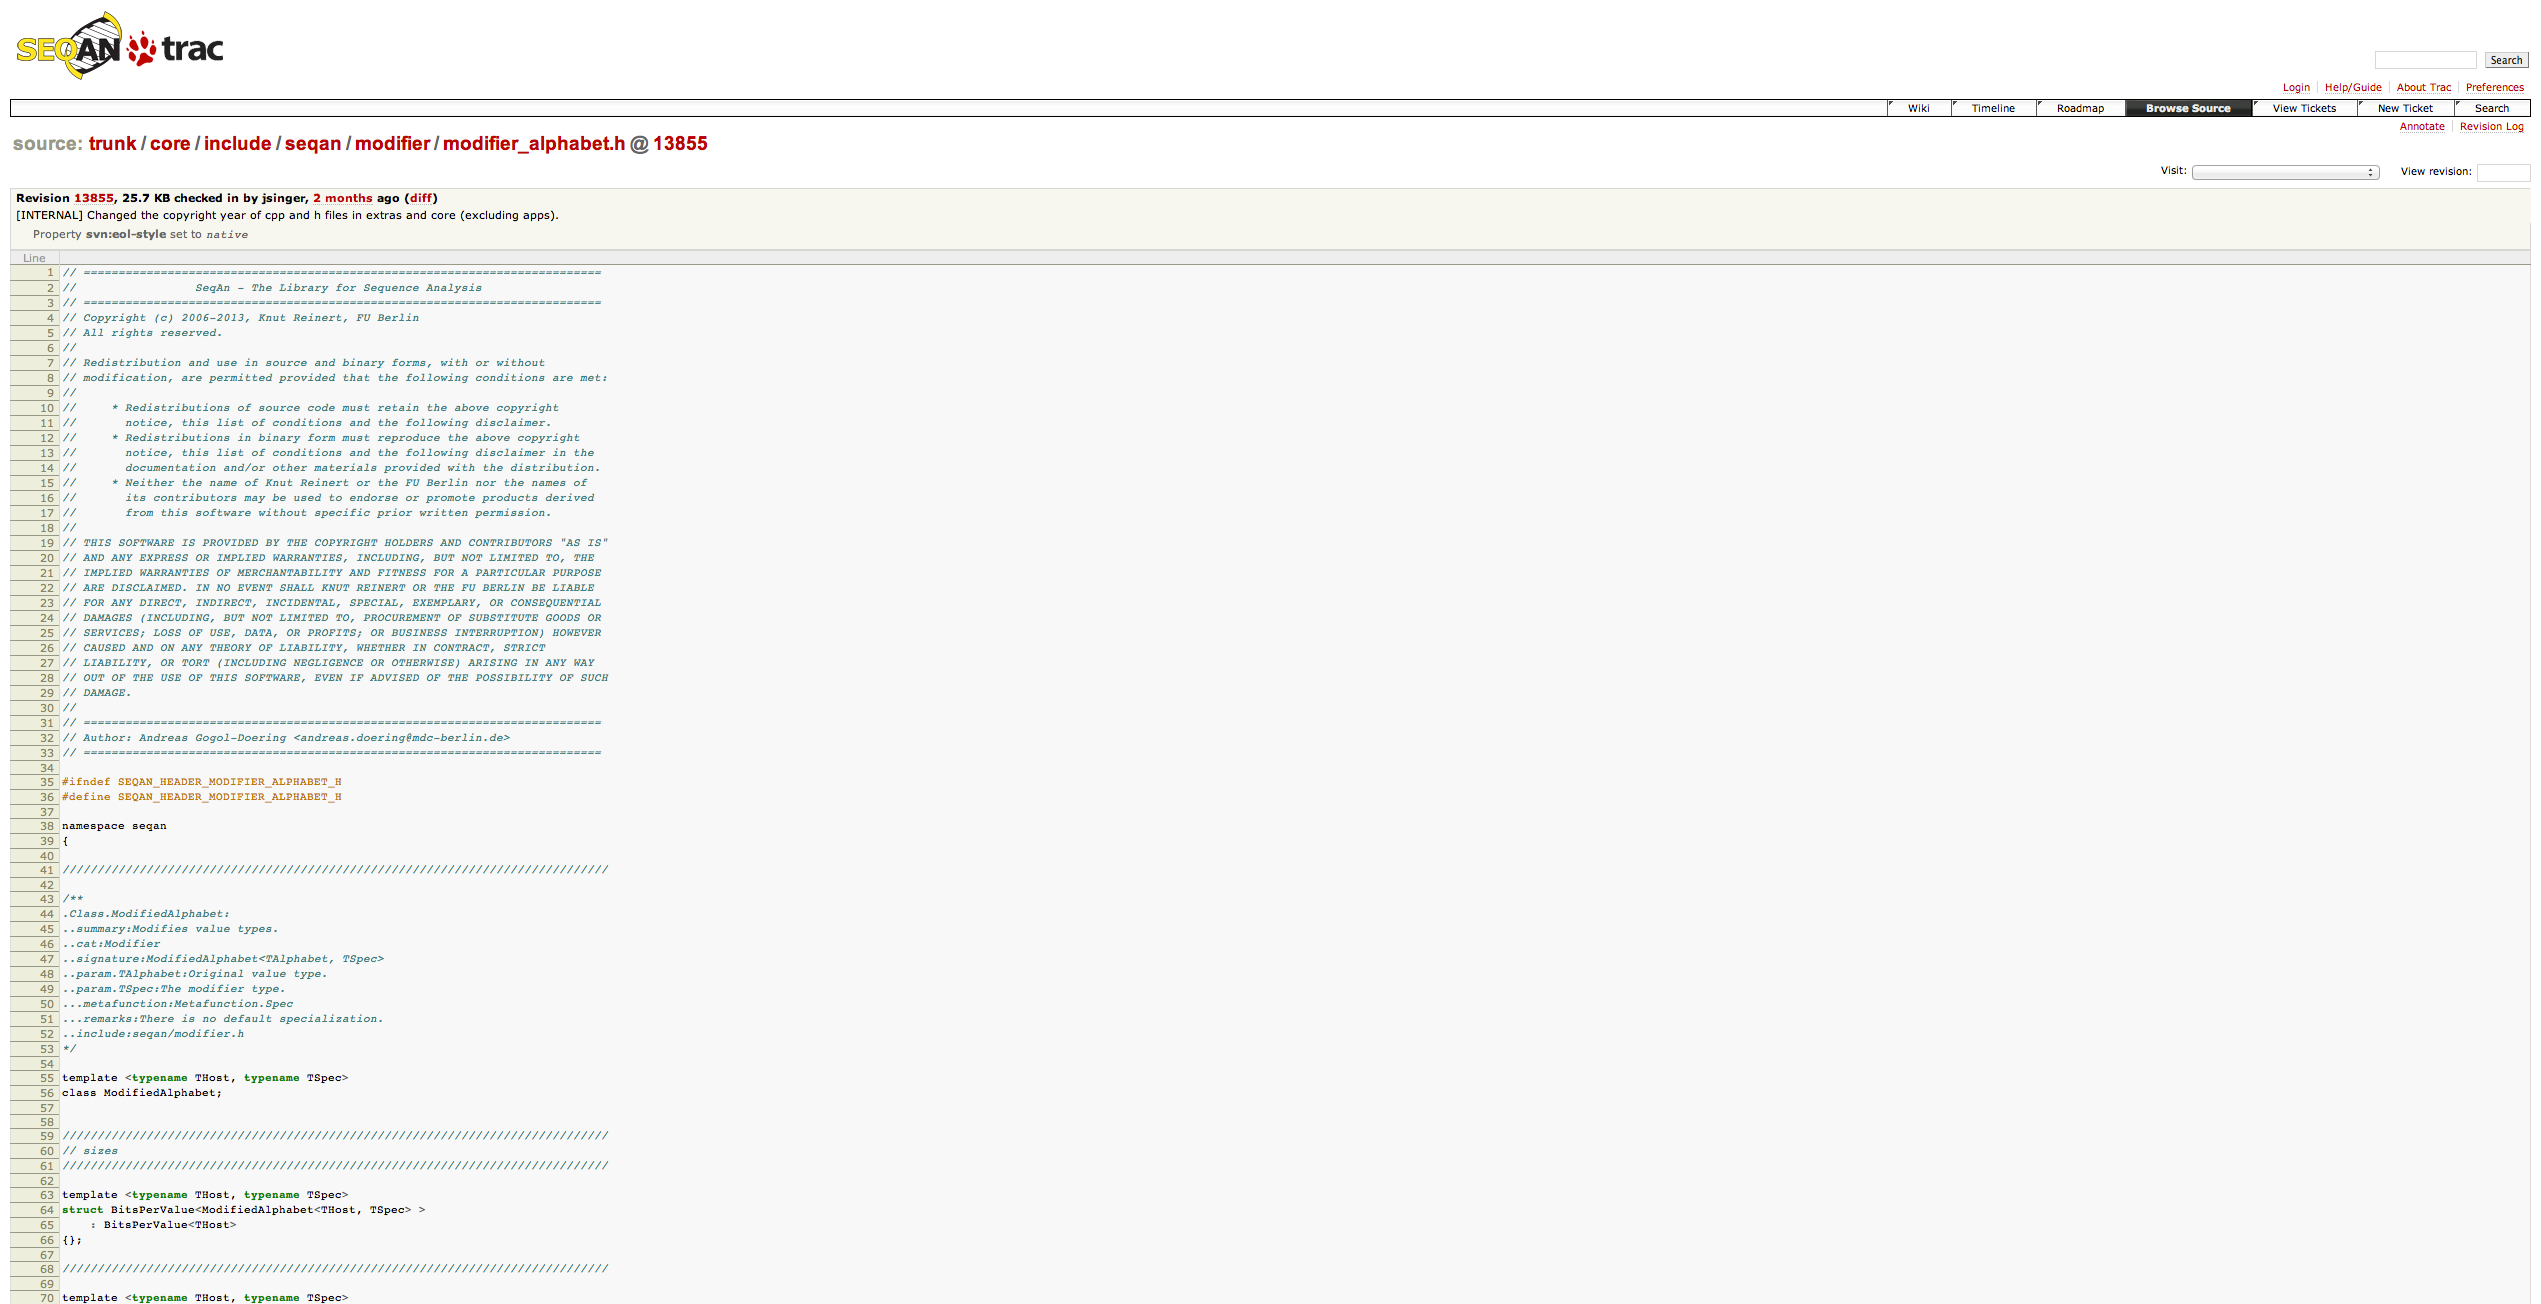 SEQAN trac
Search
Login Help/Guide About Trac Preferences
Wiki Timeline Roadmap Browse Source View Tickets New Ticket Search
Annotate Revision Log
source: trunk / core / include / seqan / modifier / modifier_alphabet.h @ 13855
Visit: View revision:
Revision 13855, 25.7 KB checked in by jsinger, 2 months ago (diff)
[INTERNAL] Changed the copyright year of cpp and h files in extras and core (excluding apps).
Property svn:eol-style set to native
Line
1 // ==========================================================================
2 //                 SeqAn - The Library for Sequence Analysis
3 // ==========================================================================
4 // Copyright (c) 2006-2013, Knut Reinert, FU Berlin
5 // All rights reserved.
6 //
7 // Redistribution and use in source and binary forms, with or without
8 // modification, are permitted provided that the following conditions are met:
9 //
10 //     * Redistributions of source code must retain the above copyright
11 //       notice, this list of conditions and the following disclaimer.
12 //     * Redistributions in binary form must reproduce the above copyright
13 //       notice, this list of conditions and the following disclaimer in the
14 //       documentation and/or other materials provided with the distribution.
15 //     * Neither the name of Knut Reinert or the FU Berlin nor the names of
16 //       its contributors may be used to endorse or promote products derived
17 //       from this software without specific prior written permission.
18 //
19 // THIS SOFTWARE IS PROVIDED BY THE COPYRIGHT HOLDERS AND CONTRIBUTORS "AS IS"
20 // AND ANY EXPRESS OR IMPLIED WARRANTIES, INCLUDING, BUT NOT LIMITED TO, THE
21 // IMPLIED WARRANTIES OF MERCHANTABILITY AND FITNESS FOR A PARTICULAR PURPOSE
22 // ARE DISCLAIMED. IN NO EVENT SHALL KNUT REINERT OR THE FU BERLIN BE LIABLE
23 // FOR ANY DIRECT, INDIRECT, INCIDENTAL, SPECIAL, EXEMPLARY, OR CONSEQUENTIAL
24 // DAMAGES (INCLUDING, BUT NOT LIMITED TO, PROCUREMENT OF SUBSTITUTE GOODS OR
25 // SERVICES; LOSS OF USE, DATA, OR PROFITS; OR BUSINESS INTERRUPTION) HOWEVER
26 // CAUSED AND ON ANY THEORY OF LIABILITY, WHETHER IN CONTRACT, STRICT
27 // LIABILITY, OR TORT (INCLUDING NEGLIGENCE OR OTHERWISE) ARISING IN ANY WAY
28 // OUT OF THE USE OF THIS SOFTWARE, EVEN IF ADVISED OF THE POSSIBILITY OF SUCH
29 // DAMAGE.
30 //
31 // ==========================================================================
32 // Author: Andreas Gogol-Doering <andreas.doering@mdc-berlin.de>
33 // ==========================================================================
34
35 #ifndef SEQAN_HEADER_MODIFIER_ALPHABET_H
36 #define SEQAN_HEADER_MODIFIER_ALPHABET_H
37
38 namespace seqan
39 {
40
41 //////////////////////////////////////////////////////////////////////////////
42
43 /**
44 .Class.ModifiedAlphabet:
45 ..summary:Modifies value types.
46 ..cat:Modifier
47 ..signature:ModifiedAlphabet<TAlphabet, TSpec>
48 ..param.TAlphabet:Original value type.
49 ..param.TSpec:The modifier type.
50 ...metafunction:Metafunction.Spec
51 ...remarks:There is no default specialization.
52 ..include:seqan/modifier.h
53 */
54
55 template <typename THost, typename TSpec>
56 class ModifiedAlphabet;
57
58
59 //////////////////////////////////////////////////////////////////////////////
60 // sizes
61 //////////////////////////////////////////////////////////////////////////////
62
63 template <typename THost, typename TSpec>
64 struct BitsPerValue<ModifiedAlphabet<THost, TSpec> >
65     : BitsPerValue<THost>
66 {};
67
68 //////////////////////////////////////////////////////////////////////////////
69
70 template <typename THost, typename TSpec>